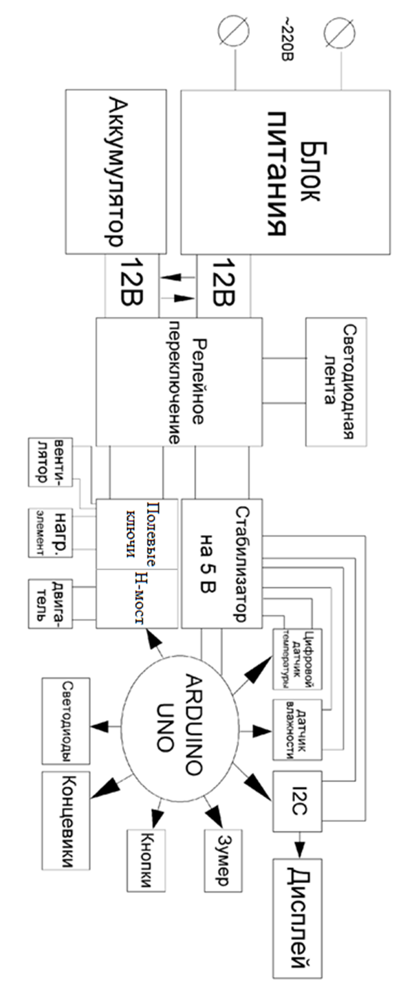 ~220В
Блок
питания
Аккумулятор
12В
12В
Релейное
переключение
Светодиодная
лента
венти-
лятор
нагр.
элемент
двига-
тель
Полевые
ключи
Н-мост
Стабилизатор
на 5 В
Цифровой
датчик
температуры
датчик
влажности
I2C
Дисплей
ARDUINO
UNO
Светодиоды
Концевики
Кнопки
Зумер